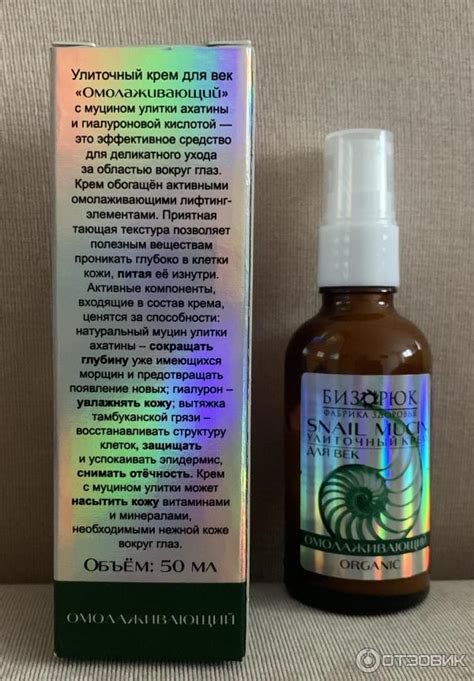 Улиточный крем для век
«Омолаживающий»
с муцином улитки ахатины
и гиалуроновой кислотой —
это эффективное средство
для деликатного ухода
за областью вокруг глаз.
Крем обогащён активными
омолаживающими лифтинг-
элементами. Приятная
тающая текстура позволяет
полезным веществам
проникать глубоко в клетки
кожи, питая её изнутри.
Активные компоненты,
входящие в состав крема,
ценятся за способности:
натуральный муцин улитки
ахатины – сокращать
глубину уже имеющихся
морщин и предотвращать
появление новых; гиалурон –
увлажнять кожу; вытяжка
тамбуканской грязи –
восстанавливать структуру
клеток, защищать
и успокаивать эпидермис,
снимать отёчность. Крем
с муцином улитки может
насытить кожу витаминами
и минералами,
необходимыми нежной коже
вокруг глаз.
Объём: 50 мл
ОМОЛАЖИВАЮЩИЙ
БИЗОРЮК
ФАБРИКА ЗДОРОВЬЯ
SNAIL MUCIN
УЛИТОЧНЫЙ КРЕМ
ДЛЯ ВЕК
ОМОЛАЖИВАЮЩИЙ
ORGANIC
ОТЗОВИК